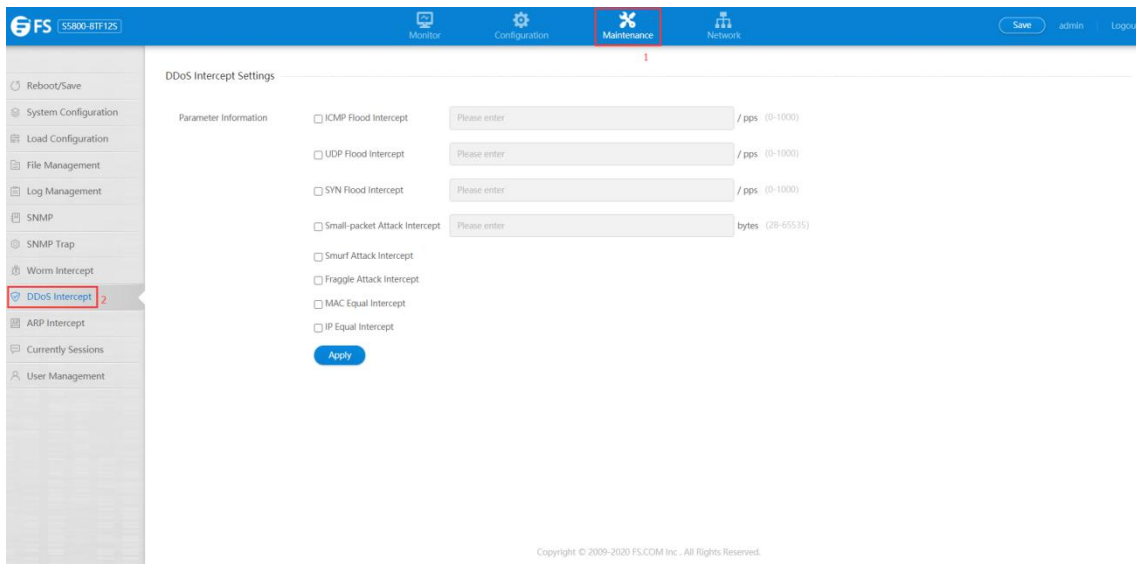 FS S5800-8TF12S
Monitor Configuration Maintenance Network
Save admin Logou
1
Reboot/Save
System Configuration
Load Configuration
File Management
Log Management
SNMP
SNMP Trap
Worm Intercept
DDoS Intercept 2
ARP Intercept
Currently Sessions
User Management
DDoS Intercept Settings
Parameter Information
ICMP Flood Intercept Please enter / pps (0-1000)
UDP Flood Intercept Please enter / pps (0-1000)
SYN Flood Intercept Please enter / pps (0-1000)
Small-packet Attack Intercept Please enter bytes (28-65535)
Smurf Attack Intercept
Fraggle Attack Intercept
MAC Equal Intercept
IP Equal Intercept
Apply
Copyright © 2009-2020 FS.COM Inc . All Rights Reserved.